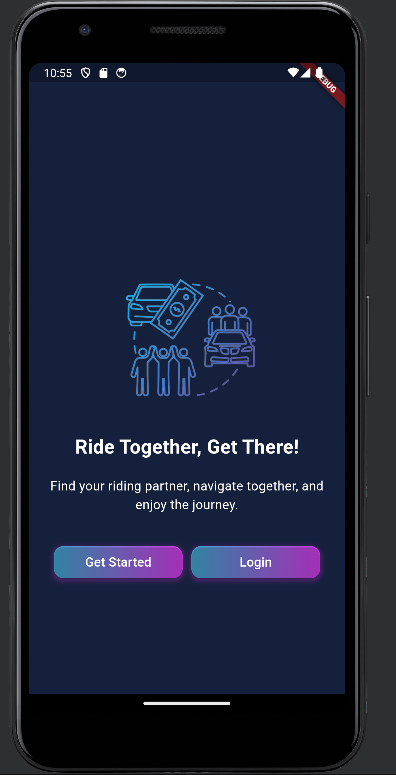 10:55
DEBUG
Ride Together, Get There!
Find your riding partner, navigate together, and
enjoy the journey.
Get Started
Login